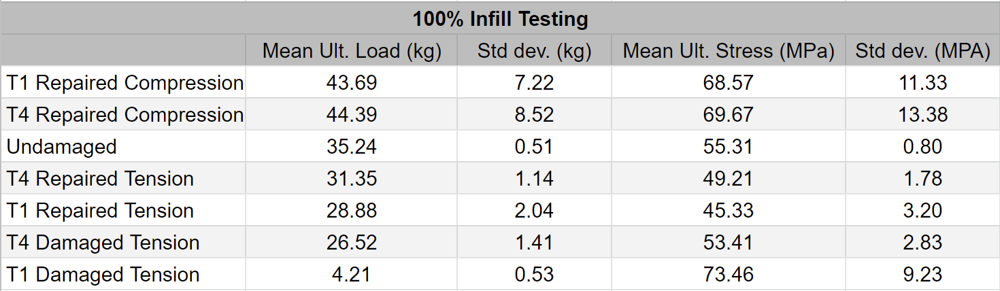 100% Infill Testing
Mean Ult. Load (kg) Std dev. (kg) Mean Ult. Stress (MPa) Std dev. (MPA)
T1 Repaired Compression 43.69 7.22 68.57 11.33
T4 Repaired Compression 44.39 8.52 69.67 13.38
Undamaged 35.24 0.51 55.31 0.80
T4 Repaired Tension 31.35 1.14 49.21 1.78
T1 Repaired Tension 28.88 2.04 45.33 3.20
T4 Damaged Tension 26.52 1.41 53.41 2.83
T1 Damaged Tension 4.21 0.53 73.46 9.23